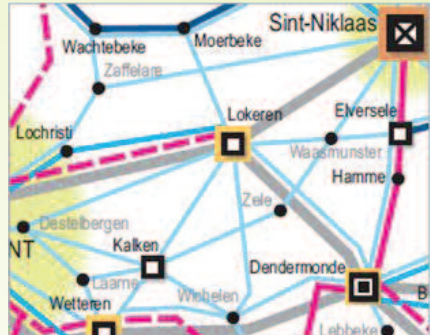 Sint-Niklaas
Wachtebeke
Moerbeke
Zaffelare
Lokeren
Elversele
Lochristi
Waasmunster
Hamme
Zele
Destelbergen
NT
Kalken
Dendermonde
Laarne
Wichelen
Wetteren
B
Lebbeke